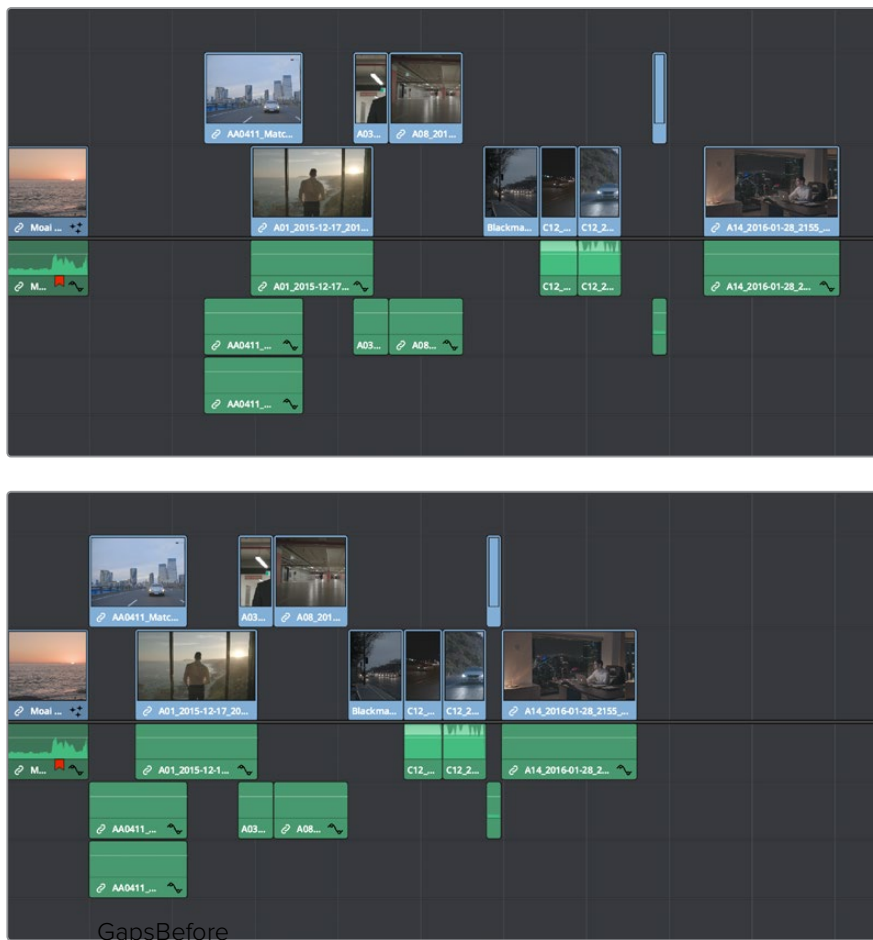 AA0411_Matc...
A03...
A08_201...
Moai ...
A01_2015-12-17_201...
Blackma...
C12_...
C12_2...
A14_2016-01-28_2155_...
M...
A01_2015-12-17...
C12_...
C12_2...
A14_2016-01-28_2...
AA0411_...
A03...
A08...
AA0411_...
AA0411_Matc...
A03...
A08_201...
Moai ...
A01_2015-12-17_20...
Blackma...
C12_...
C12_2...
A14_2016-01-28_2155_...
M...
A01_2015-12-1...
C12_...
C12_2...
A14_2016-01-28_2...
AA0411_...
A03...
A08...
AA0411_...
GapsBefore